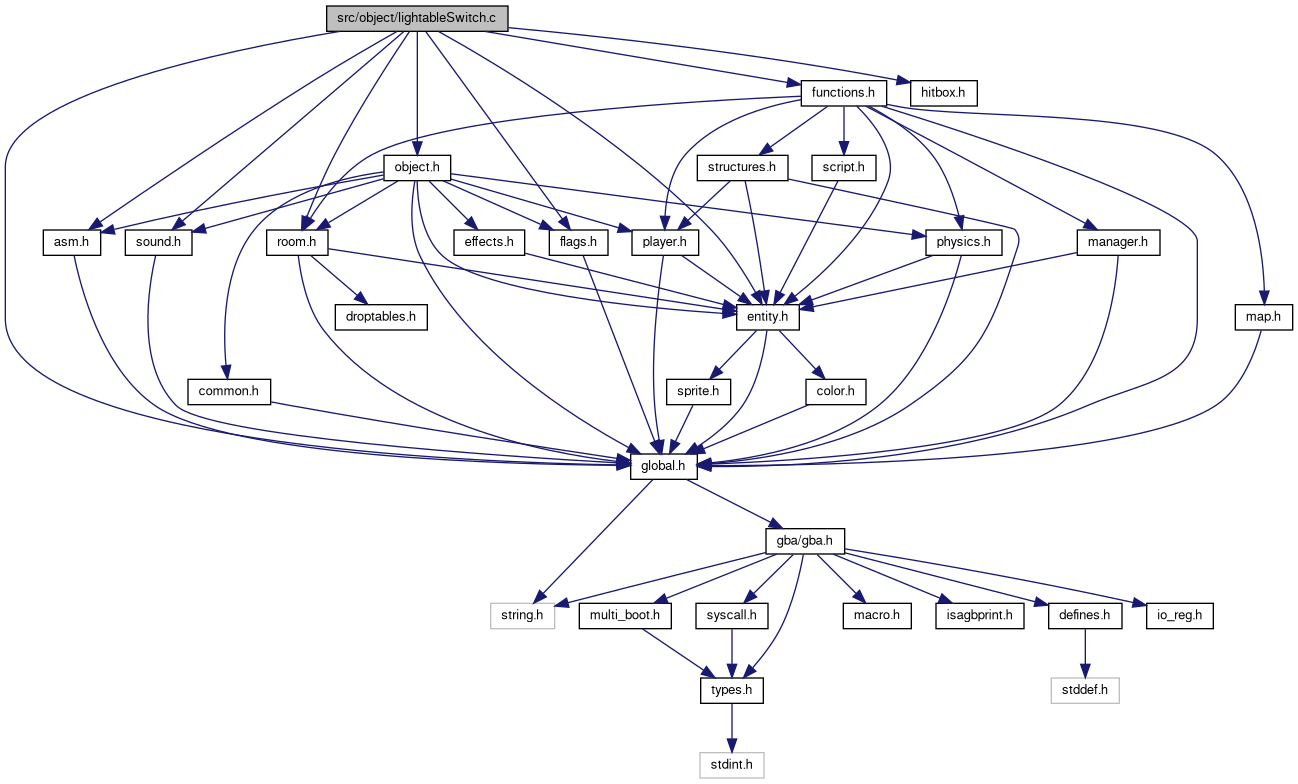 src/object/lightableSwitch.c
functions.h
hitbox.h
object.h
structures.h
script.h
asm.h
sound.h
room.h
effects.h
flags.h
player.h
physics.h
manager.h
droptables.h
entity.h
map.h
common.h
sprite.h
color.h
global.h
gba/gba.h
string.h
multi_boot.h
syscall.h
macro.h
isagbprint.h
defines.h
io_reg.h
types.h
stddef.h
stdint.h